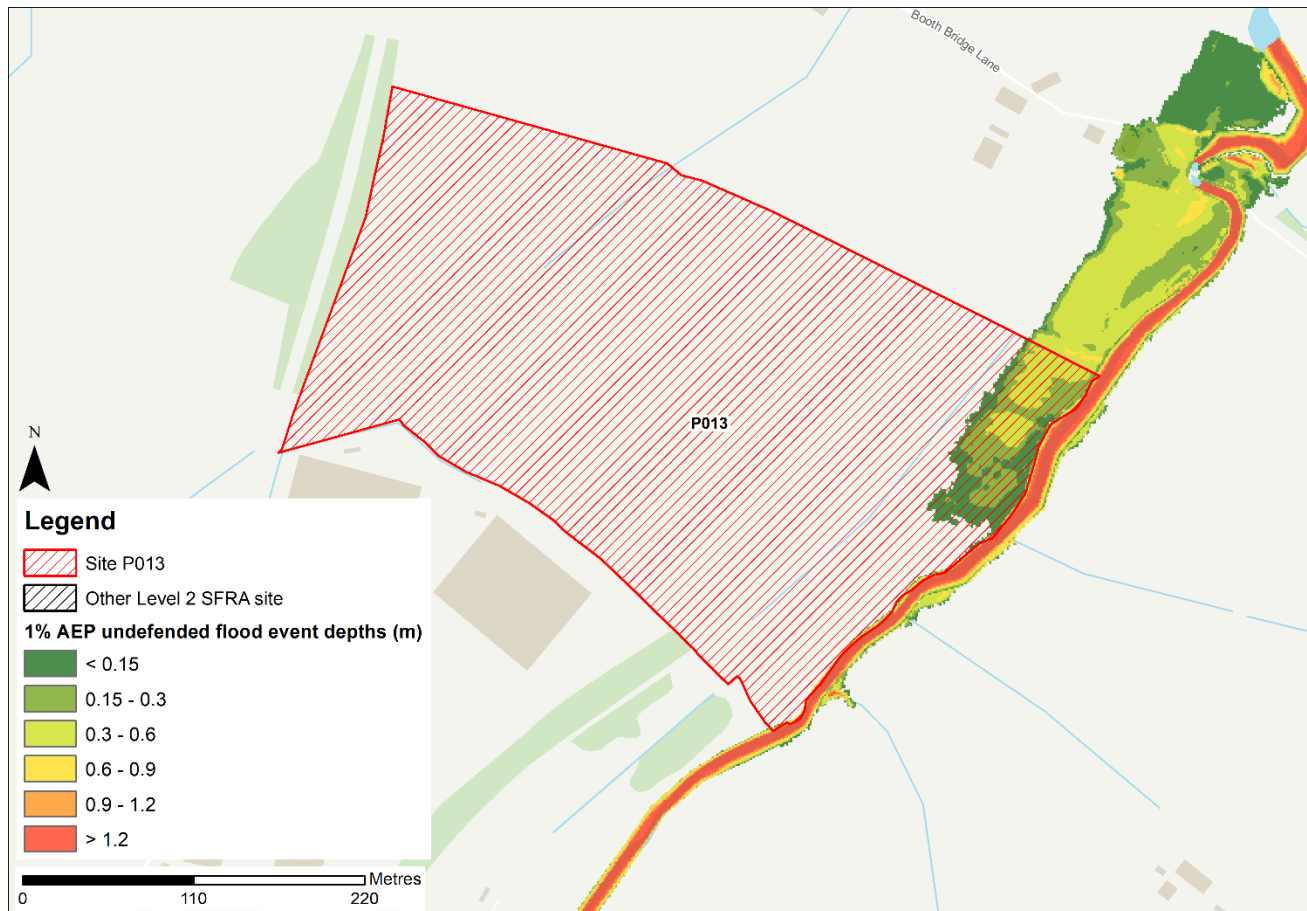 Booth Bridge Lane
P013
N
Legend
Site P013
Other Level 2 SFRA site
1% AEP undefended flood event depths (m)
< 0.15
0.15 - 0.3
0.3 - 0.6
0.6 - 0.9
0.9 - 1.2
> 1.2
Metres
0 110 220